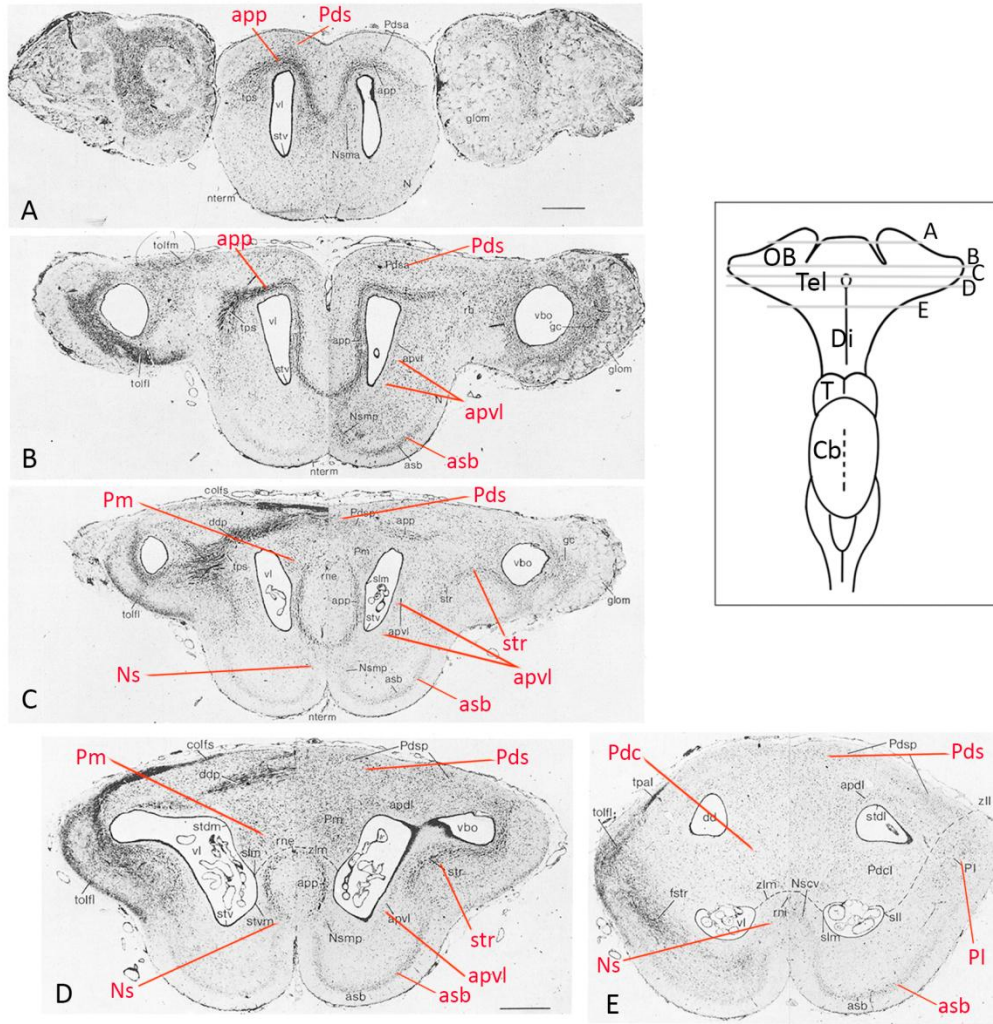 app Pds Pdsa
tps vl app glom
stv Nsma
nterm N
A
tolfm app Pdsa Pds
tps vl rb vbo
gc
app apvl glom
tolfl stv apvl
Nsmp N
asb asb
B nterm
Pm colfs Pds
ddp Pdsp
app
tps Pm gc
vl rne slm vbo
tolfl app str glom
stv apvl str
Ns Nsmp apvl
asb asb
C nterm
Pm colfs Pdsp Pds
ddp
apdl
Pm
stdm rne zlm vbo
vl slm str
app
tolfl stv stvm apvl str
Nsmp apvl
Ns asb
D asb
Pdc Pdsp Pds
tpal apdl zll
tolfl dd stdl
Pdcl Pl
fstr zlm Nscv
rni sll
vl slm Pl
Ns
asb asb
E
A
OB B
C
Tel D
E
Di
T
Cb